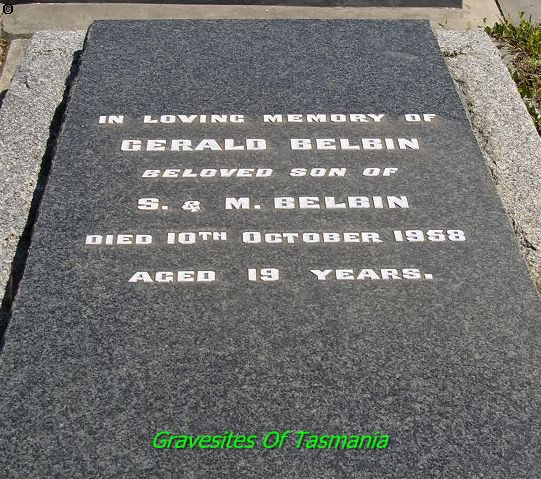 ©
IN LOVING MEMORY OF
GERALD BELBIN
BELOVED SON OF
S. & M. BELBIN
DIED 10TH OCTOBER 1958
AGED 19 YEARS.
Gravesites Of Tasmania